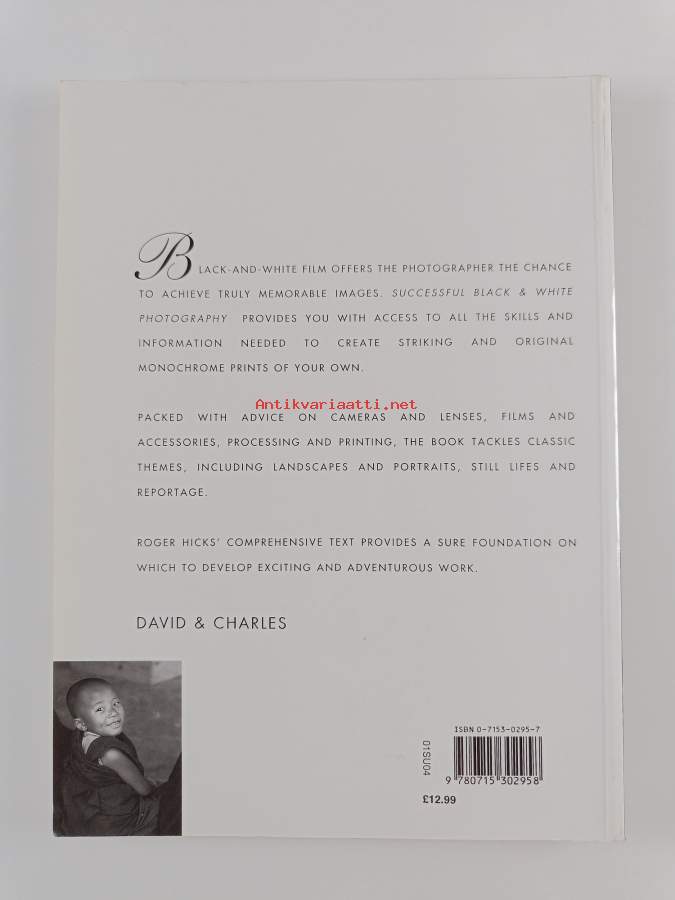 BLACK-AND-WHITE FILM OFFERS THE PHOTOGRAPHER THE CHANCE
TO ACHIEVE TRULY MEMORABLE IMAGES. SUCCESSFUL BLACK & WHITE
PHOTOGRAPHY PROVIDES YOU WITH ACCESS TO ALL THE SKILLS AND
INFORMATION NEEDED TO CREATE STRIKING AND ORIGINAL
MONOCHROME PRINTS OF YOUR OWN.
Antikvariaatti.net
PACKED WITH ADVICE ON CAMERAS AND LENSES, FILMS AND
ACCESSORIES, PROCESSING AND PRINTING, THE BOOK TACKLES CLASSIC
THEMES, INCLUDING LANDSCAPES AND PORTRAITS, STILL LIFES AND
REPORTAGE.
ROGER HICKS' COMPREHENSIVE TEXT PROVIDES A SURE FOUNDATION ON
WHICH TO DEVELOP EXCITING AND ADVENTUROUS WORK.
DAVID & CHARLES
ISBN 0-7153-0295-7
01SU04
9 780715 302958
£12.99